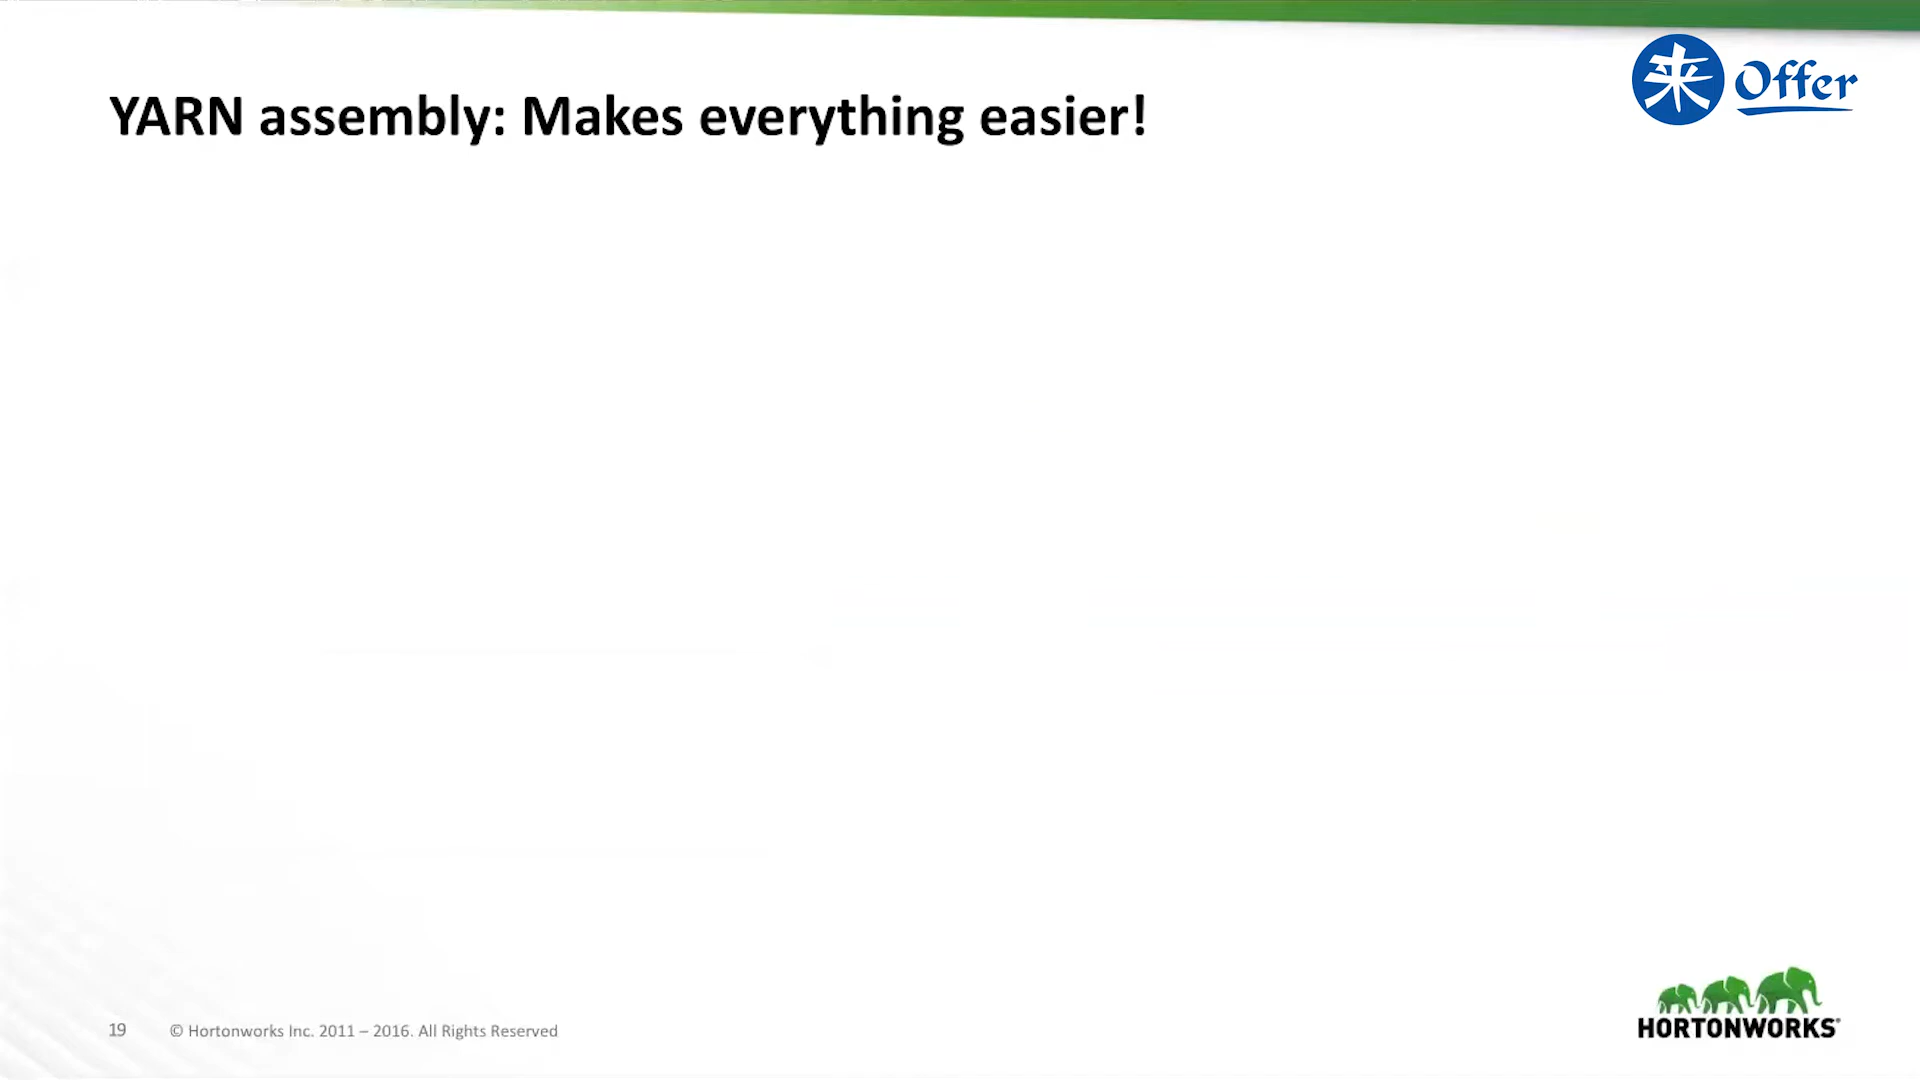 来 Offer
YARN assembly: Makes everything easier!
19 © Hortonworks Inc. 2011 – 2016. All Rights Reserved
HORTONWORKS®